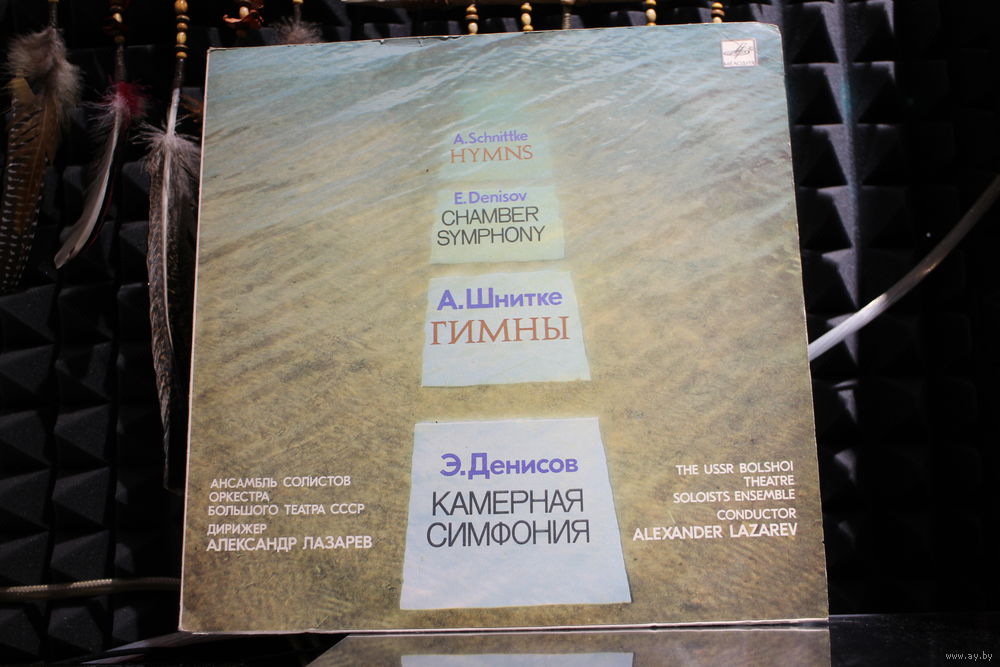 МЕЛОДИЯ
A.Schnittke
HYMNS
E.Denisov
CHAMBER
SYMPHONY
А.Шнитке
ГИМНЫ
Э.Денисов
КАМЕРНАЯ
СИМФОНИЯ
АНСАМБЛЬ СОЛИСТОВ
ОРКЕСТРА
БОЛЬШОГО ТЕАТРА СССР
ДИРИЖЕР
АЛЕКСАНДР ЛАЗАРЕВ
THE USSR BOLSHOI
THEATRE
SOLOISTS ENSEMBLE
CONDUCTOR
ALEXANDER LAZAREV
www.ay.by